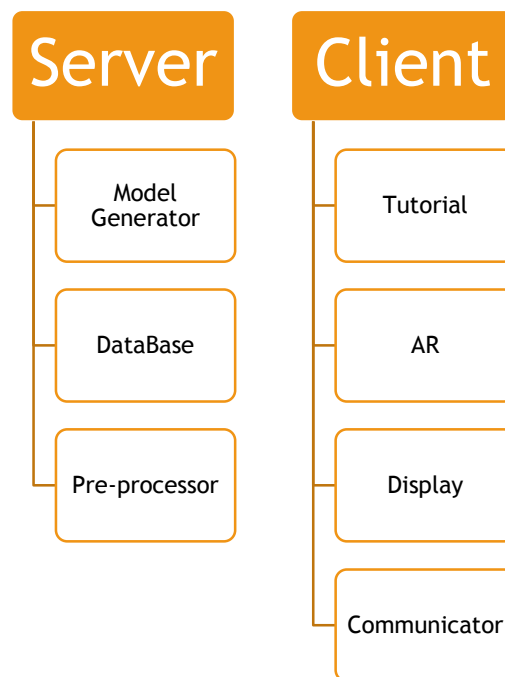 Server
Model
Generator
DataBase
Pre-processor
Client
Tutorial
AR
Display
Communicator